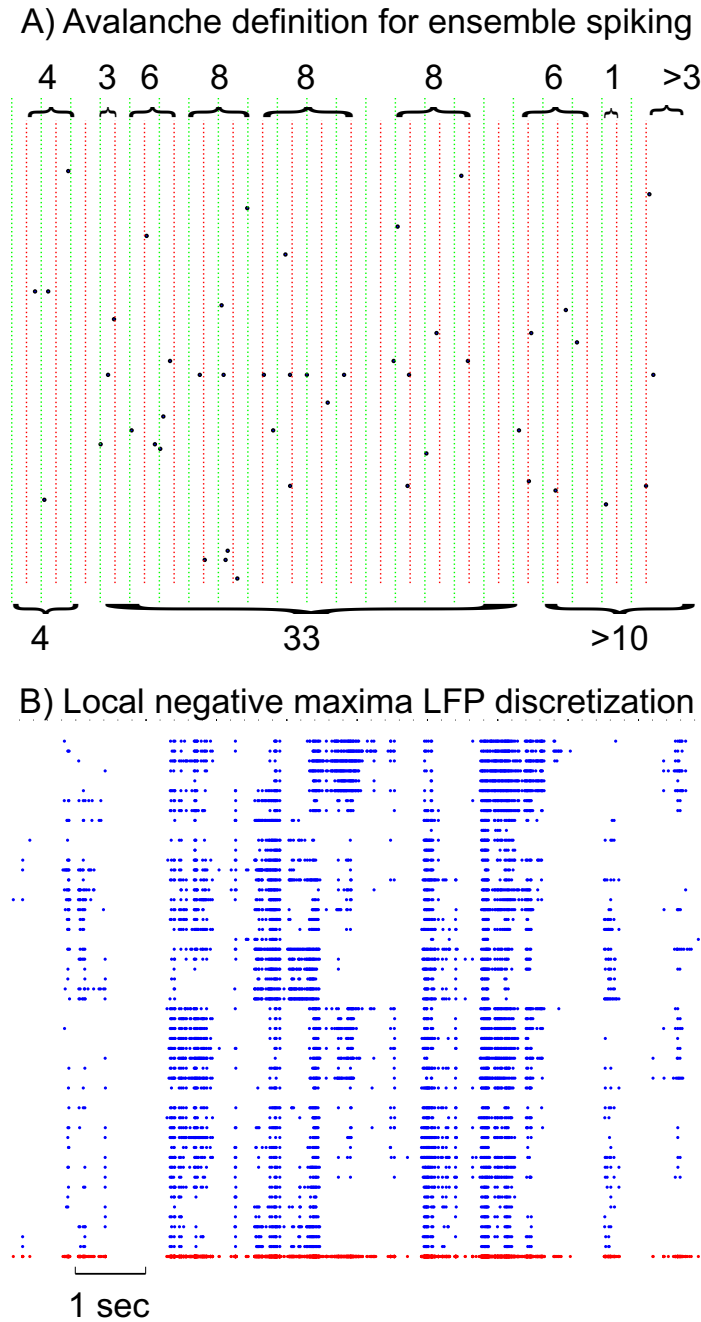 A) Avalanche definition for ensemble spiking
4 3 6 8 8 8 6 1 >3
4 33 >10
B) Local negative maxima LFP discretization
1 sec